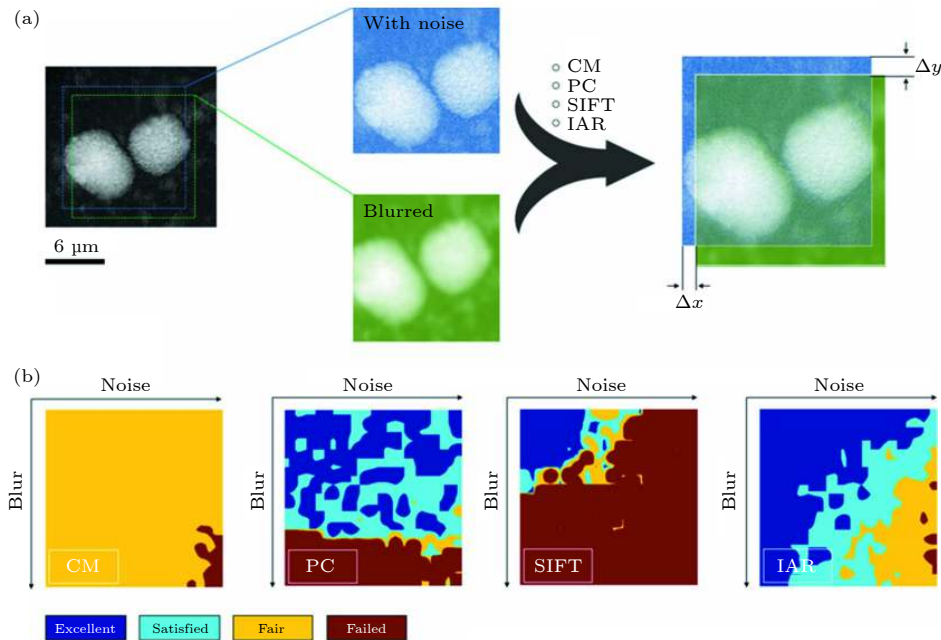 (a)
With noise
CM
PC
SIFT
IAR
Δy
6 µm
Blurred
Δx
(b)
Noise
Noise
Noise
Noise
Blur
Blur
Blur
Blur
CM
PC
SIFT
IAR
Excellent
Satisfied
Fair
Failed